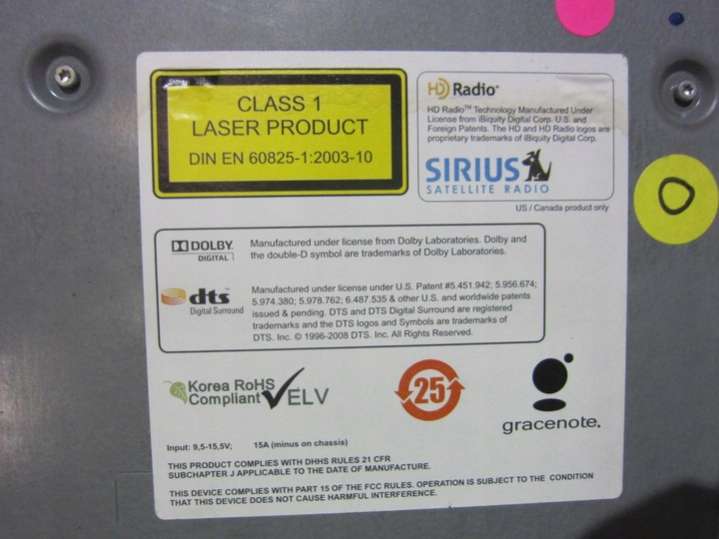 CLASS 1
LASER PRODUCT
DIN EN 60825-1:2003-10
HD Radio®
HD Radio™ Technology Manufactured Under
License from iBiquity Digital Corp. U.S. and
Foreign Patents. The HD and HD Radio logos are
proprietary trademarks of iBiquity Digital Corp.
SIRIUS
SATELLITE RADIO
US / Canada product only
DOLBY
DIGITAL
Manufactured under license from Dolby Laboratories. Dolby and
the double-D symbol are trademarks of Dolby Laboratories.
dts
Digital Surround
Manufactured under license under U.S. Patent #5.451.942; 5.956.674;
5.974.380; 5.978.762; 6.487.535 & other U.S. and worldwide patents
issued & pending. DTS and DTS Digital Surround are registered
trademarks and the DTS logos and Symbols are trademarks of
DTS. Inc. © 1996-2008 DTS. Inc. All Rights Reserved.
Korea RoHS
Compliant
ELV
25
gracenote.
Input: 9,5-15,5V; 15A (minus on chassis)
THIS PRODUCT COMPLIES WITH DHHS RULES 21 CFR
SUBCHAPTER J APPLICABLE TO THE DATE OF MANUFACTURE.
THIS DEVICE COMPLIES WITH PART 15 OF THE FCC RULES. OPERATION IS SUBJECT TO THE CONDITION
THAT THIS DEVICE DOES NOT CAUSE HARMFUL INTERFERENCE.